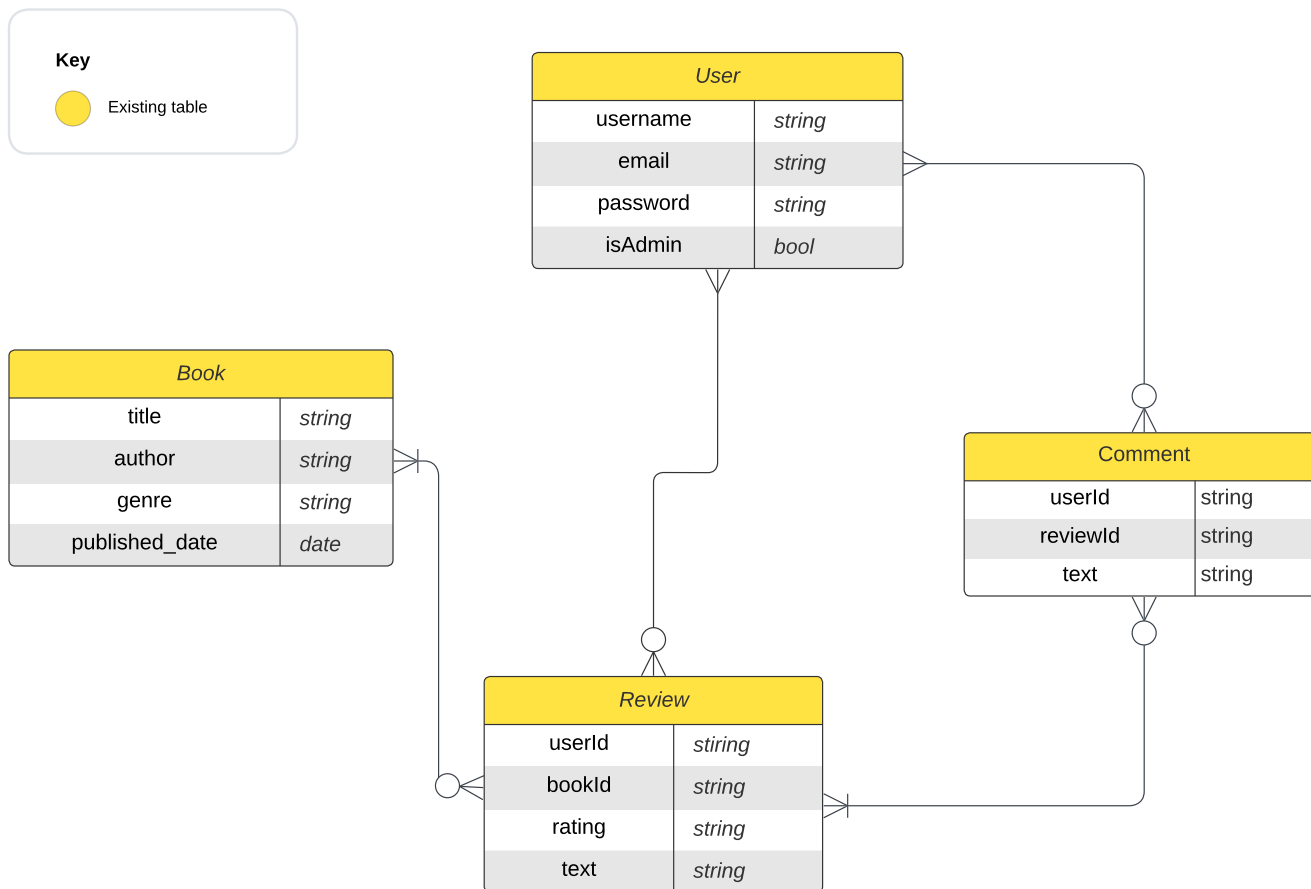 Key
Existing table
User
username string
email string
password string
isAdmin bool
Book
title string
author string
genre string
published_date date
Comment
userId string
reviewId string
text string
Review
userId stiring
bookId string
rating string
text string